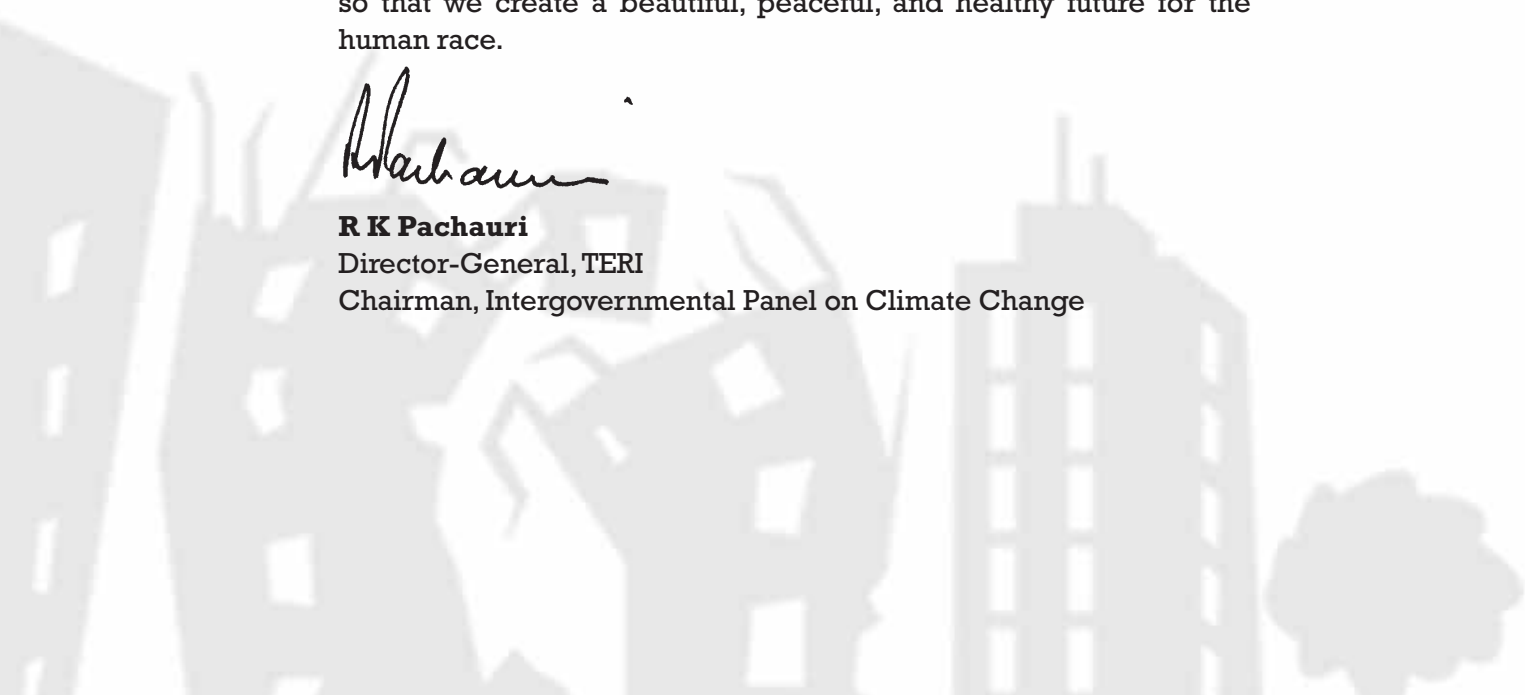 so that we create a beautiful, peaceful, and healthy future for the
human race.
R K Pachauri
Director-General, TERI
Chairman, Intergovernmental Panel on Climate Change